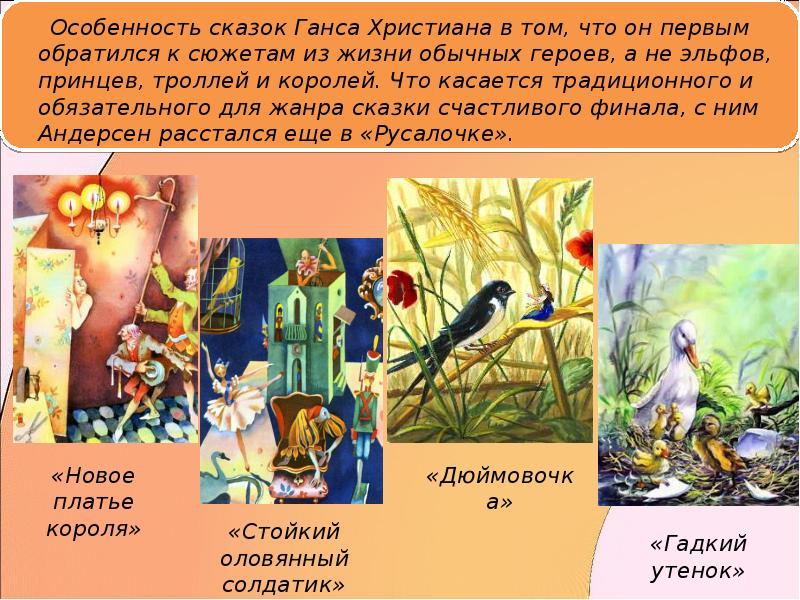 Особенность сказок Ганса Христиана в том, что он первым
обратился к сюжетам из жизни обычных героев, а не эльфов,
принцев, троллей и королей. Что касается традиционного и
обязательного для жанра сказки счастливого финала, с ним
Андерсен расстался еще в «Русалочке».
«Новое
платье
короля»
«Стойкий
оловянный
солдатик»
«Дюймовочк
а»
«Гадкий
утенок»